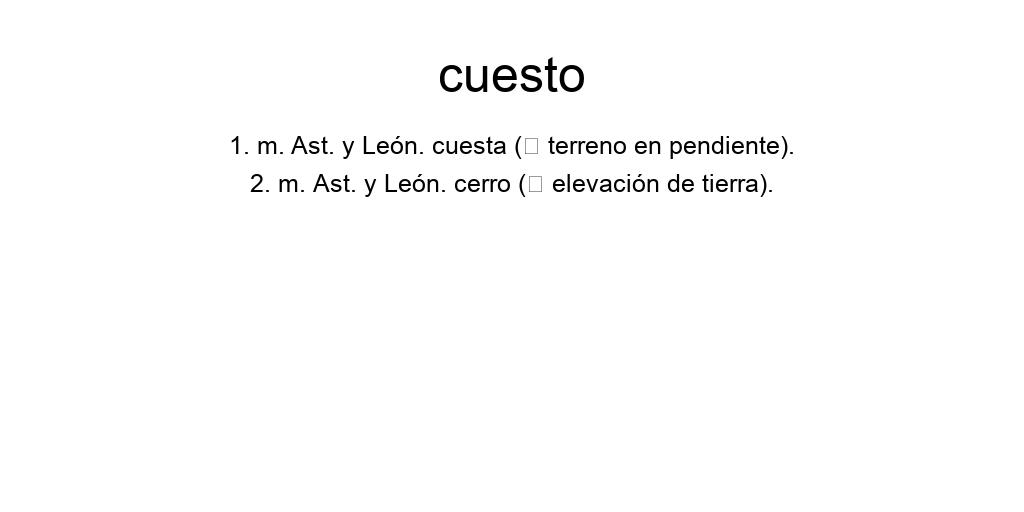 cuesto
1. m. Ast. y León. cuesta (□ terreno en pendiente).
2. m. Ast. y León. cerro (□ elevación de tierra).